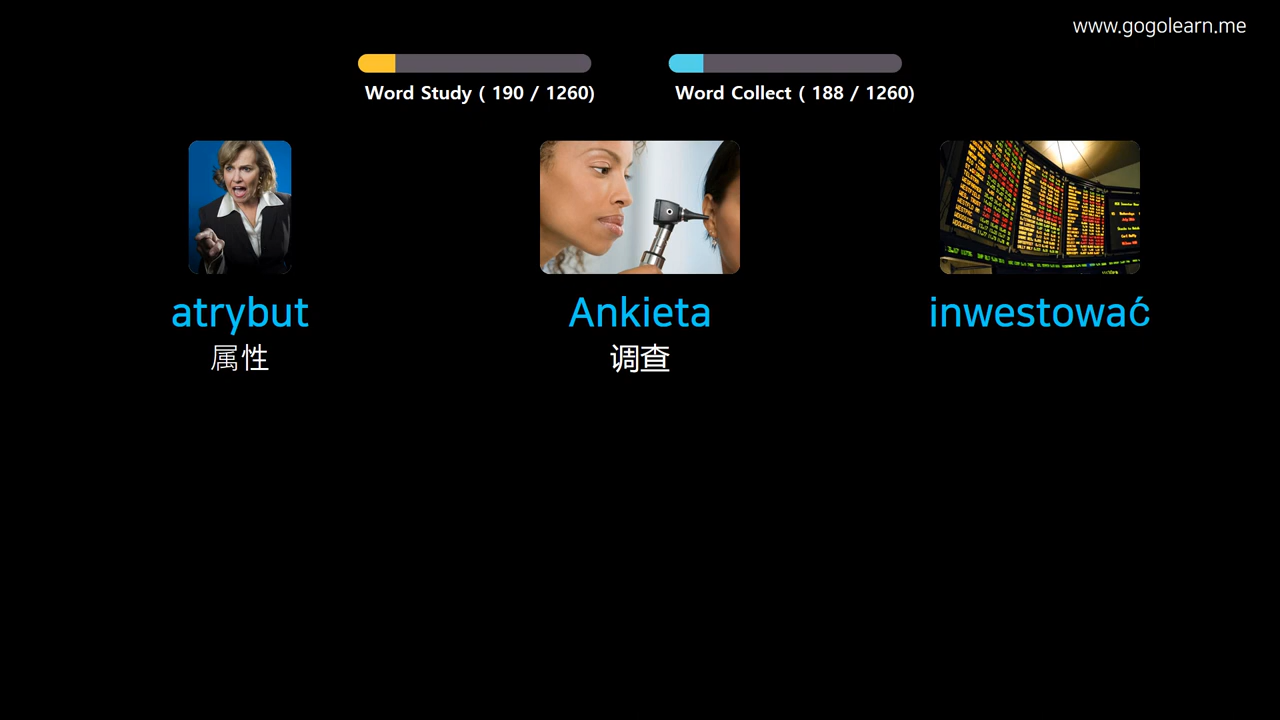 www.gogolearn.me
Word Study ( 190 / 1260)
Word Collect ( 188 / 1260)
atrybut
Ankieta
inwestować
属性
调查